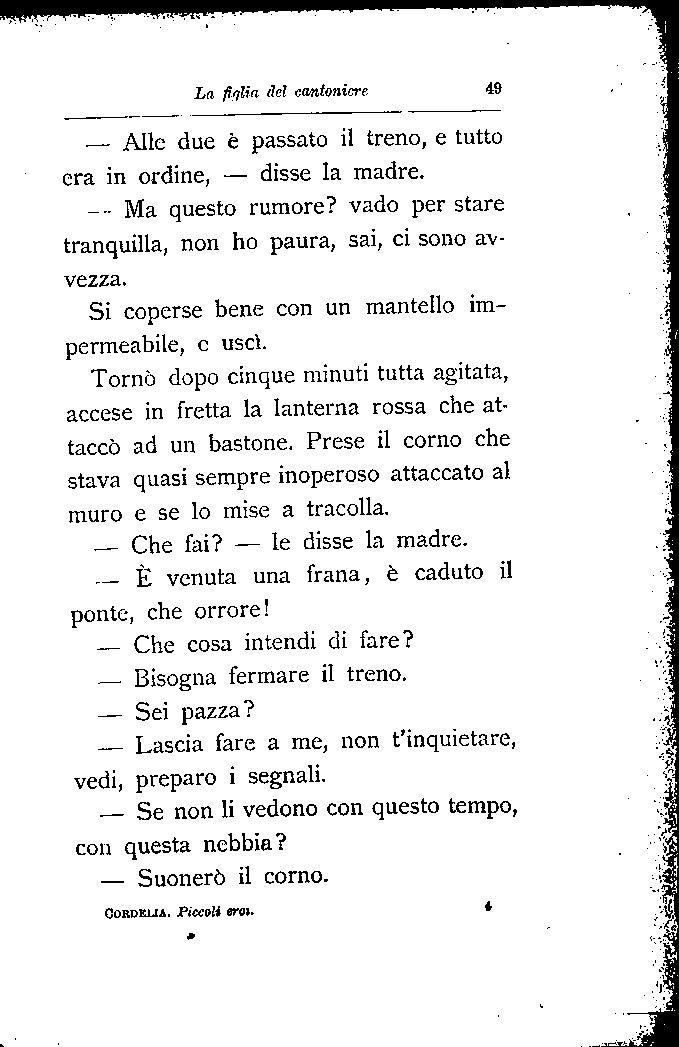 La figlia del cantoniere 49
— Alle due è passato il treno, e tutto
era in ordine, — disse la madre.
— Ma questo rumore? vado per stare
tranquilla, non ho paura, sai, ci sono av-
vezza.
Si coperse bene con un mantello im-
permeabile, e uscì.
Tornò dopo cinque minuti tutta agitata,
accese in fretta la lanterna rossa che at-
taccò ad un bastone. Prese il corno che
stava quasi sempre inoperoso attaccato al
muro e se lo mise a tracolla.
— Che fai? — le disse la madre.
— È venuta una frana, è caduto il
ponte, che orrore!
— Che cosa intendi di fare?
— Bisogna fermare il treno.
— Sei pazza?
— Lascia fare a me, non t'inquietare,
vedi, preparo i segnali.
— Se non li vedono con questo tempo,
con questa nebbia?
— Suonerò il corno.
CORDELIA. Piccoli eroi. 4